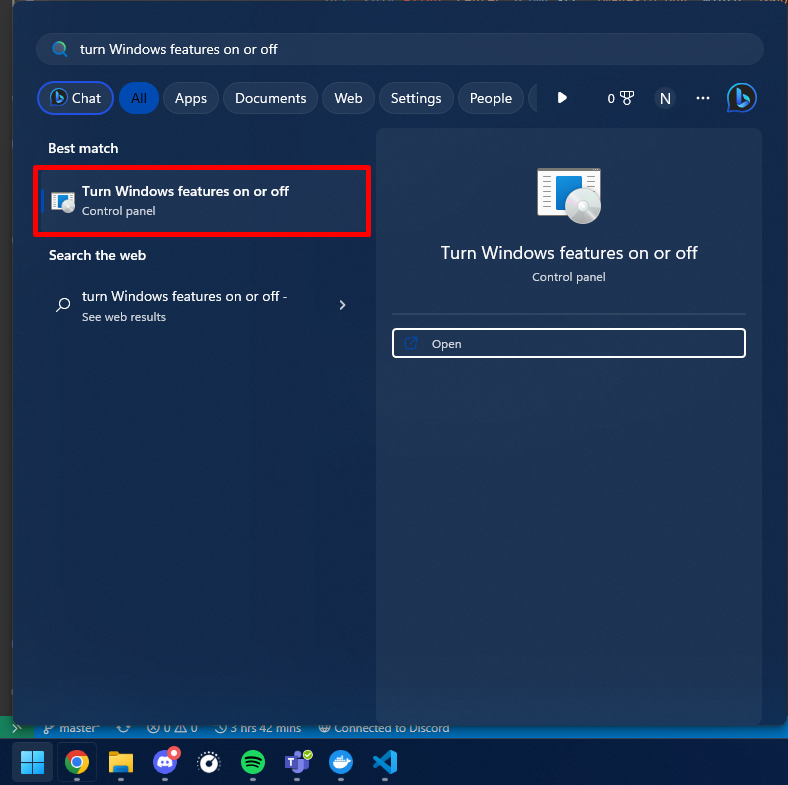 turn Windows features on or off
Chat All Apps Documents Web Settings People 0 N
Best match
Turn Windows features on or off
Control panel
Search the web
turn Windows features on or off -
See web results
Turn Windows features on or off
Control panel
Open
master* 0 0 3 hrs 42 mins Connected to Discord